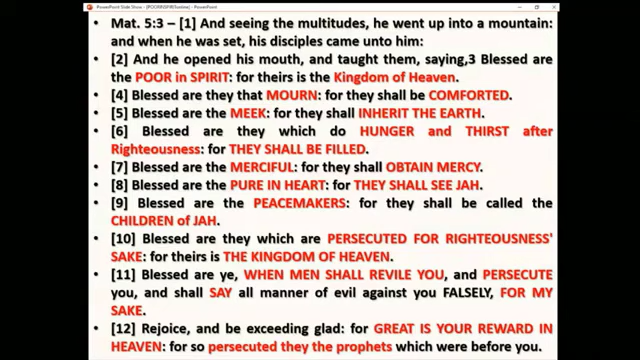 PowerPoint Slide Show - [POORINSPIRITonline]
Mat. 5:3 – [1] And seeing the multitudes, he went up into a mountain:
and when he was set, his disciples came unto him:
• [2] And he opened his mouth, and taught them, saying,3 Blessed are
the POOR in SPIRIT: for theirs is the Kingdom of Heaven.
• [4] Blessed are they that MOURN: for they shall be COMFORTED.
• [5] Blessed are the MEEK: for they shall INHERIT THE EARTH.
• [6] Blessed are they which do HUNGER and THIRST after
Righteousness: for THEY SHALL BE FILLED.
• [7] Blessed are the MERCIFUL: for they shall OBTAIN MERCY.
• [8] Blessed are the PURE IN HEART: for THEY SHALL SEE JAH.
• [9] Blessed are the PEACEMAKERS: for they shall be called the
CHILDREN of JAH.
• [10] Blessed are they which are PERSECUTED FOR RIGHTEOUSNESS'
SAKE: for theirs is THE KINGDOM OF HEAVEN.
• [11] Blessed are ye, WHEN MEN SHALL REVILE YOU, and PERSECUTE
you, and shall SAY all manner of evil against you FALSELY, FOR MY
SAKE.
• [12] Rejoice, and be exceeding glad: for GREAT IS YOUR REWARD IN
HEAVEN: for so persecuted they the prophets which were before you.